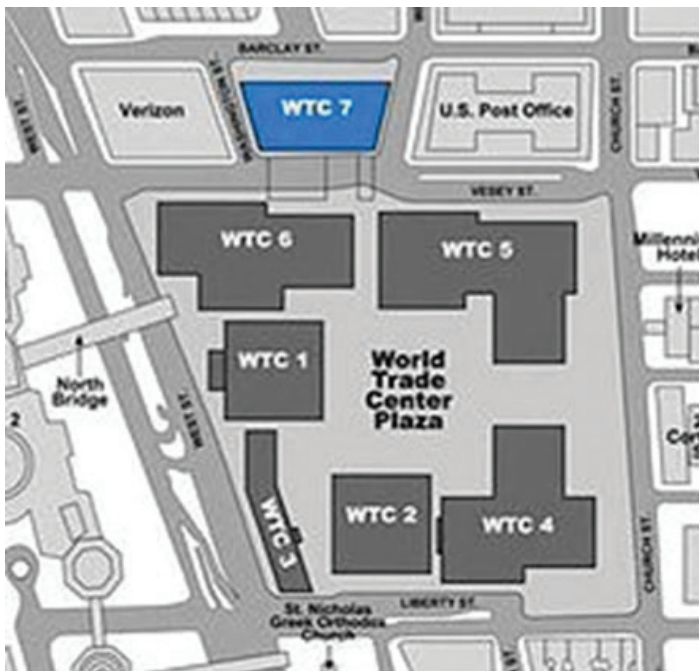 BARCLAY ST.
WEST ST.
Verizon
WASHINGTON ST.
WTC 7
U.S. Post Office
CHURCH ST.
VESEY ST.
WTC 6
WTC 5
Hotel
WTC 1
World
Trade
Center
Plaza
North
Bridge
2
WEST ST.
WTC 3
WTC 2
WTC 4
CHURCH ST.
LIBERTY ST.
St. Nicholas
Greek Orthodox
Church